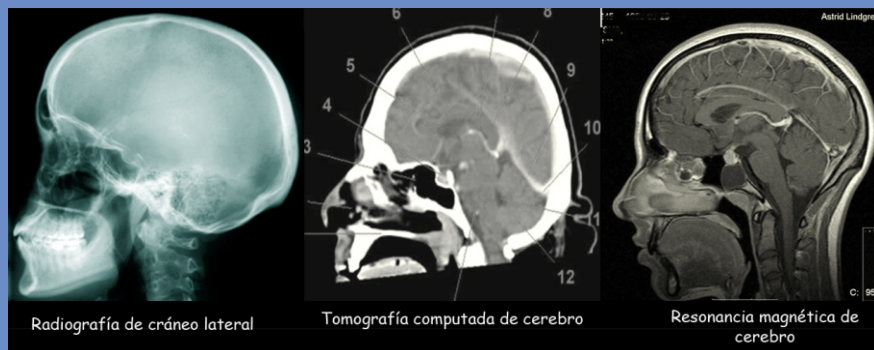 6
8
5
9
4
3
10
12
Astrid Lindgre
C: 95
Radiografía de cráneo lateral
Tomografía computada de cerebro
Resonancia magnética de
cerebro